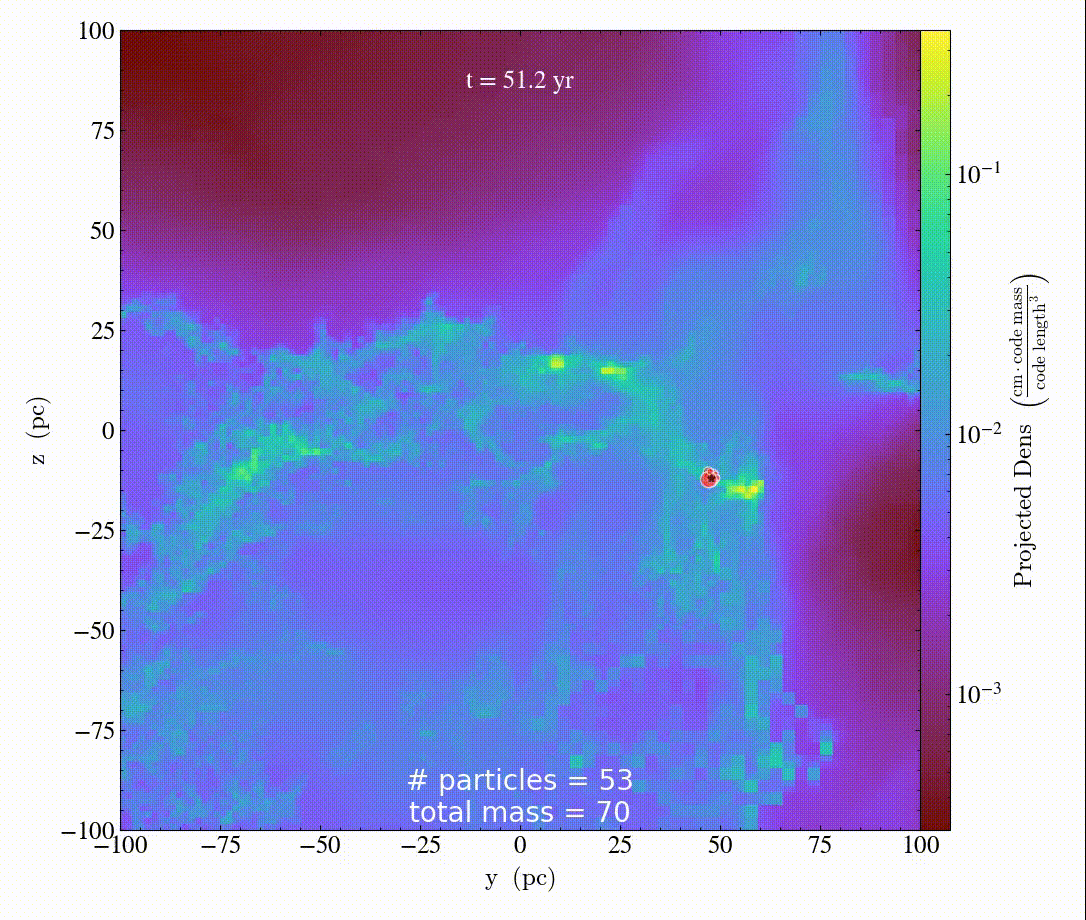 100
75
50
25
0
−25
−50
−75
−100
z (pc)
t = 51.2 yr
# particles = 53
total mass = 70
−100 −75 −50 −25 0 25 50 75 100
y (pc)
10⁻¹
10⁻²
10⁻³
Projected Dens (cm · code mass / code length³)